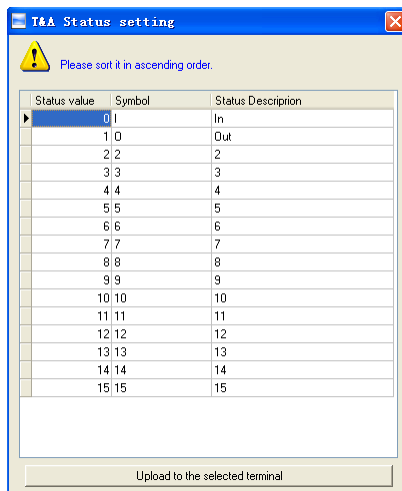 T&A Status setting
Please sort it in ascending order.
Status value Symbol Status Descriprion
0 I In
1 O Out
2 2 2
3 3 3
4 4 4
5 5 5
6 6 6
7 7 7
8 8 8
9 9 9
10 10 10
11 11 11
12 12 12
13 13 13
14 14 14
15 15 15
Upload to the selected terminal